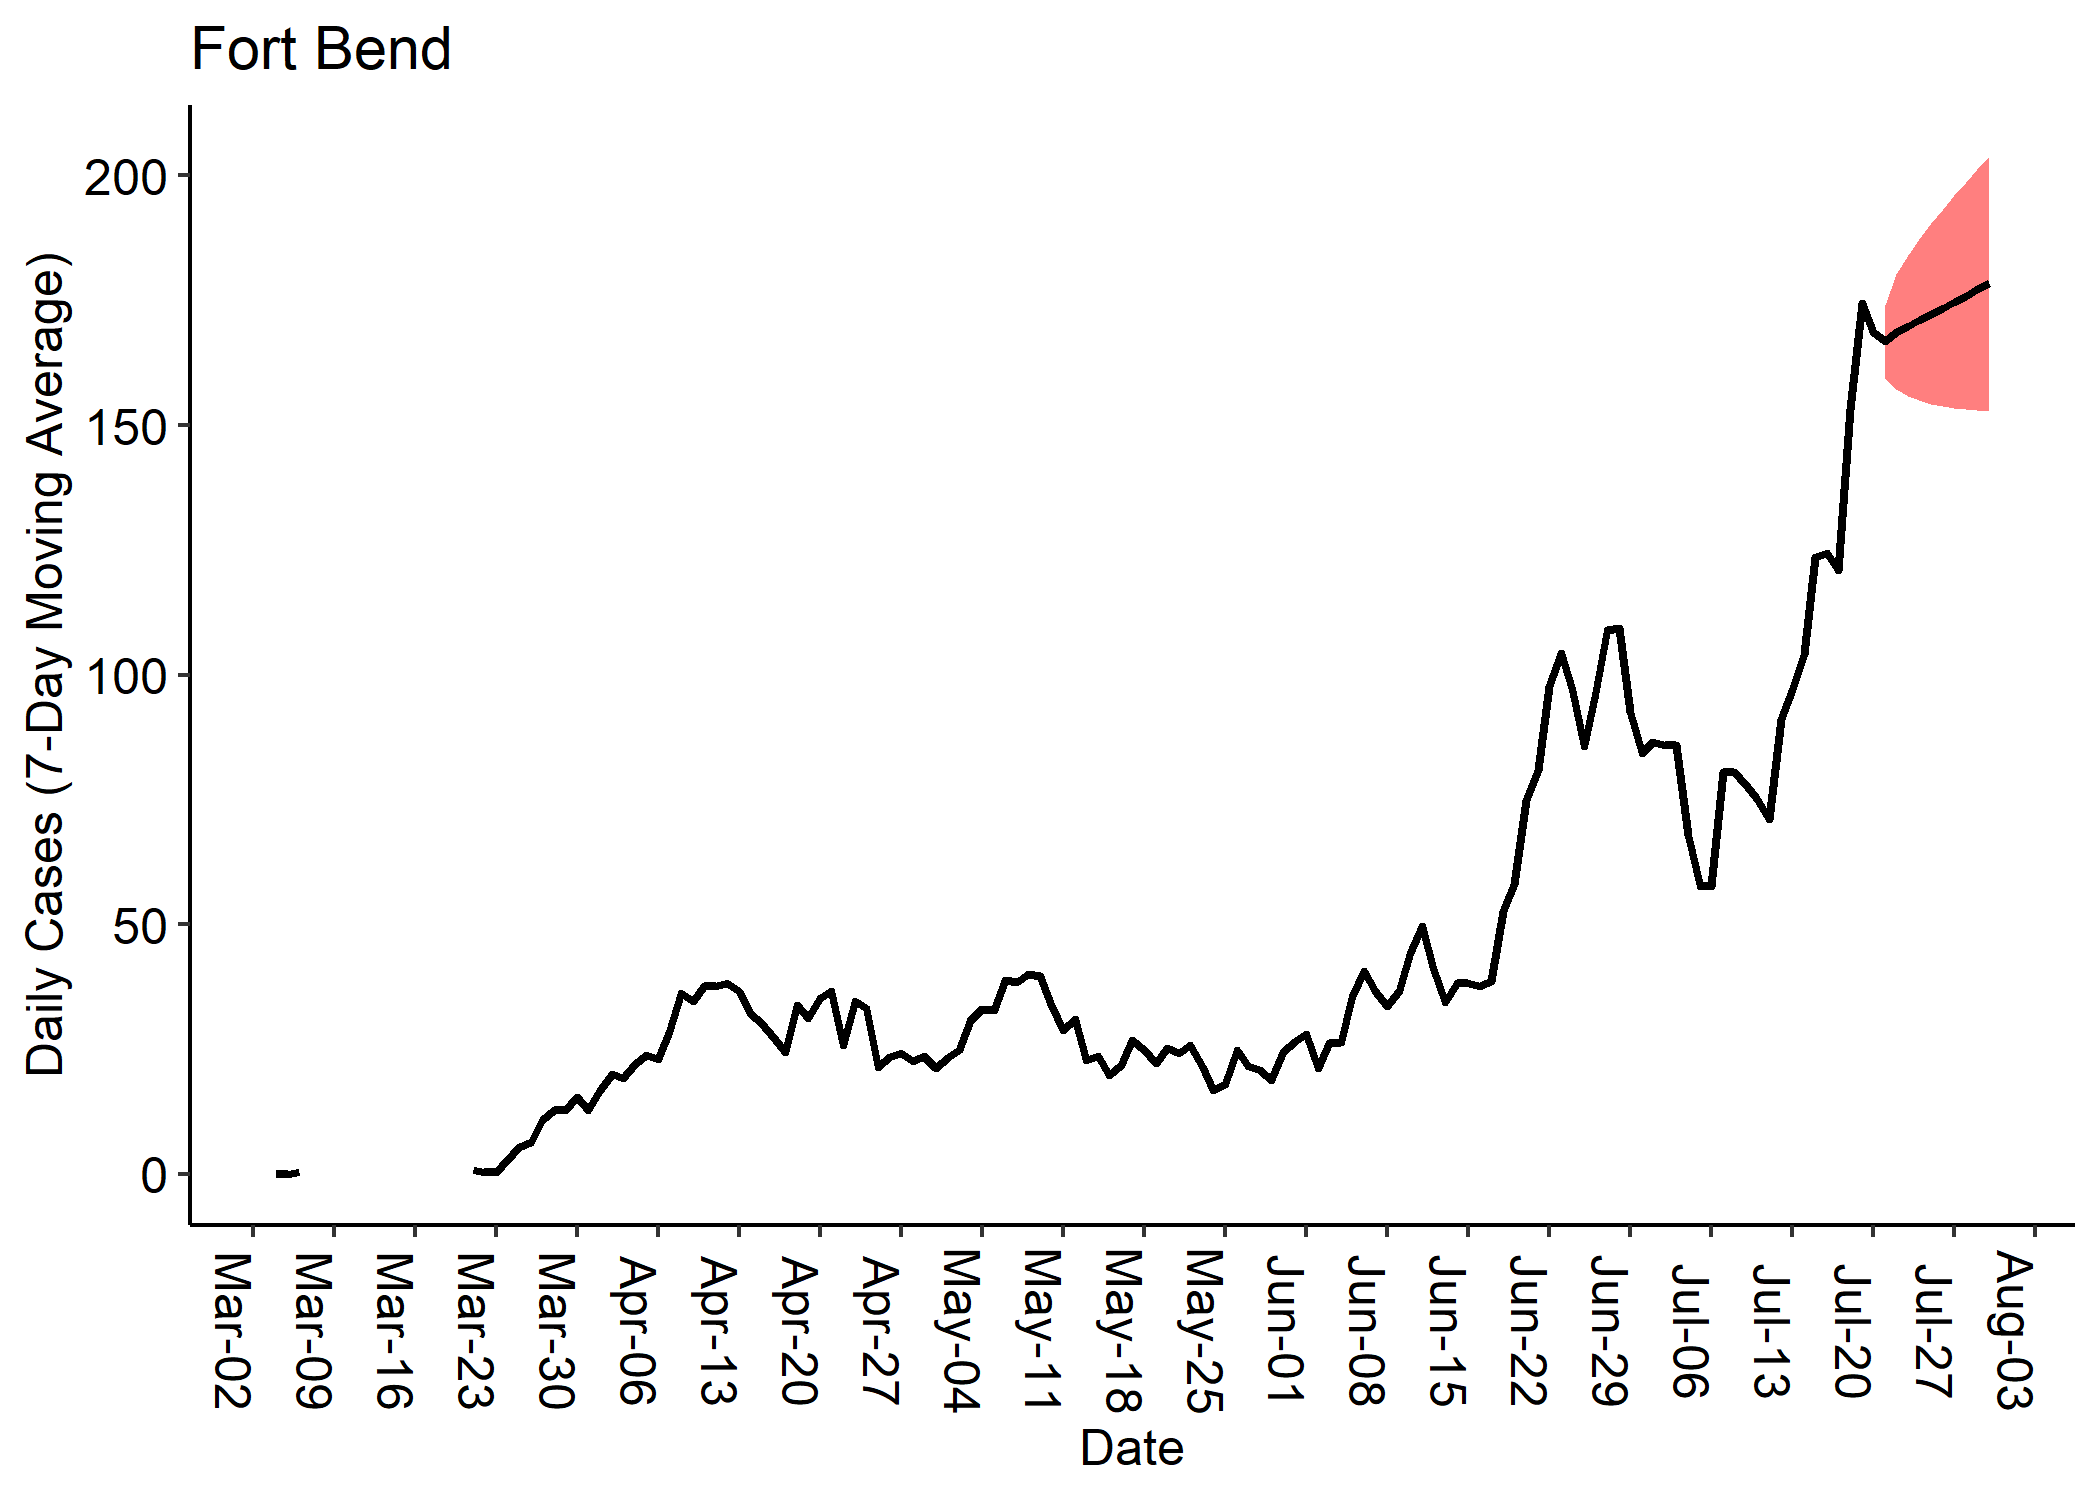 Fort Bend
Daily Cases (7-Day Moving Average)
200
150
100
50
0
Mar-02
Mar-09
Mar-16
Mar-23
Mar-30
Apr-06
Apr-13
Apr-20
Apr-27
May-04
May-11
May-18
May-25
Jun-01
Jun-08
Jun-15
Jun-22
Jun-29
Jul-06
Jul-13
Jul-20
Jul-27
Aug-03
Date